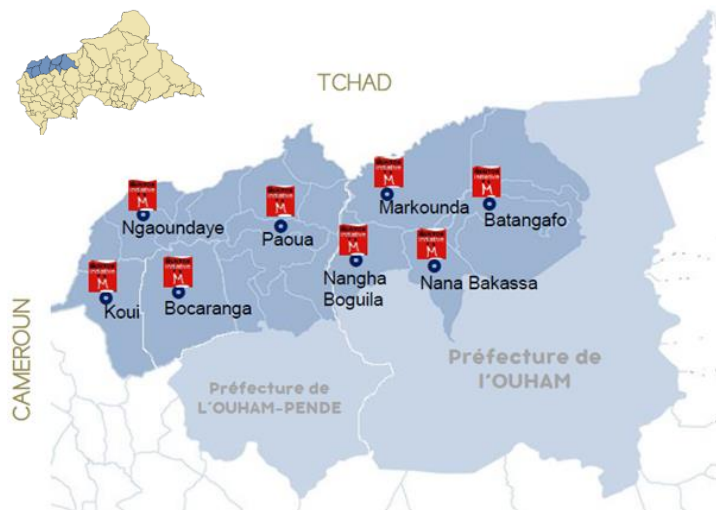 TCHAD
Markounda
Ngaoundaye
Batangafo
Paoua
Nangha
Boguila
Nana Bakassa
Koui
Bocaranga
CAMEROUN
Préfecture de
l'OUHAM
Préfecture de
L'OUHAM-PENDE